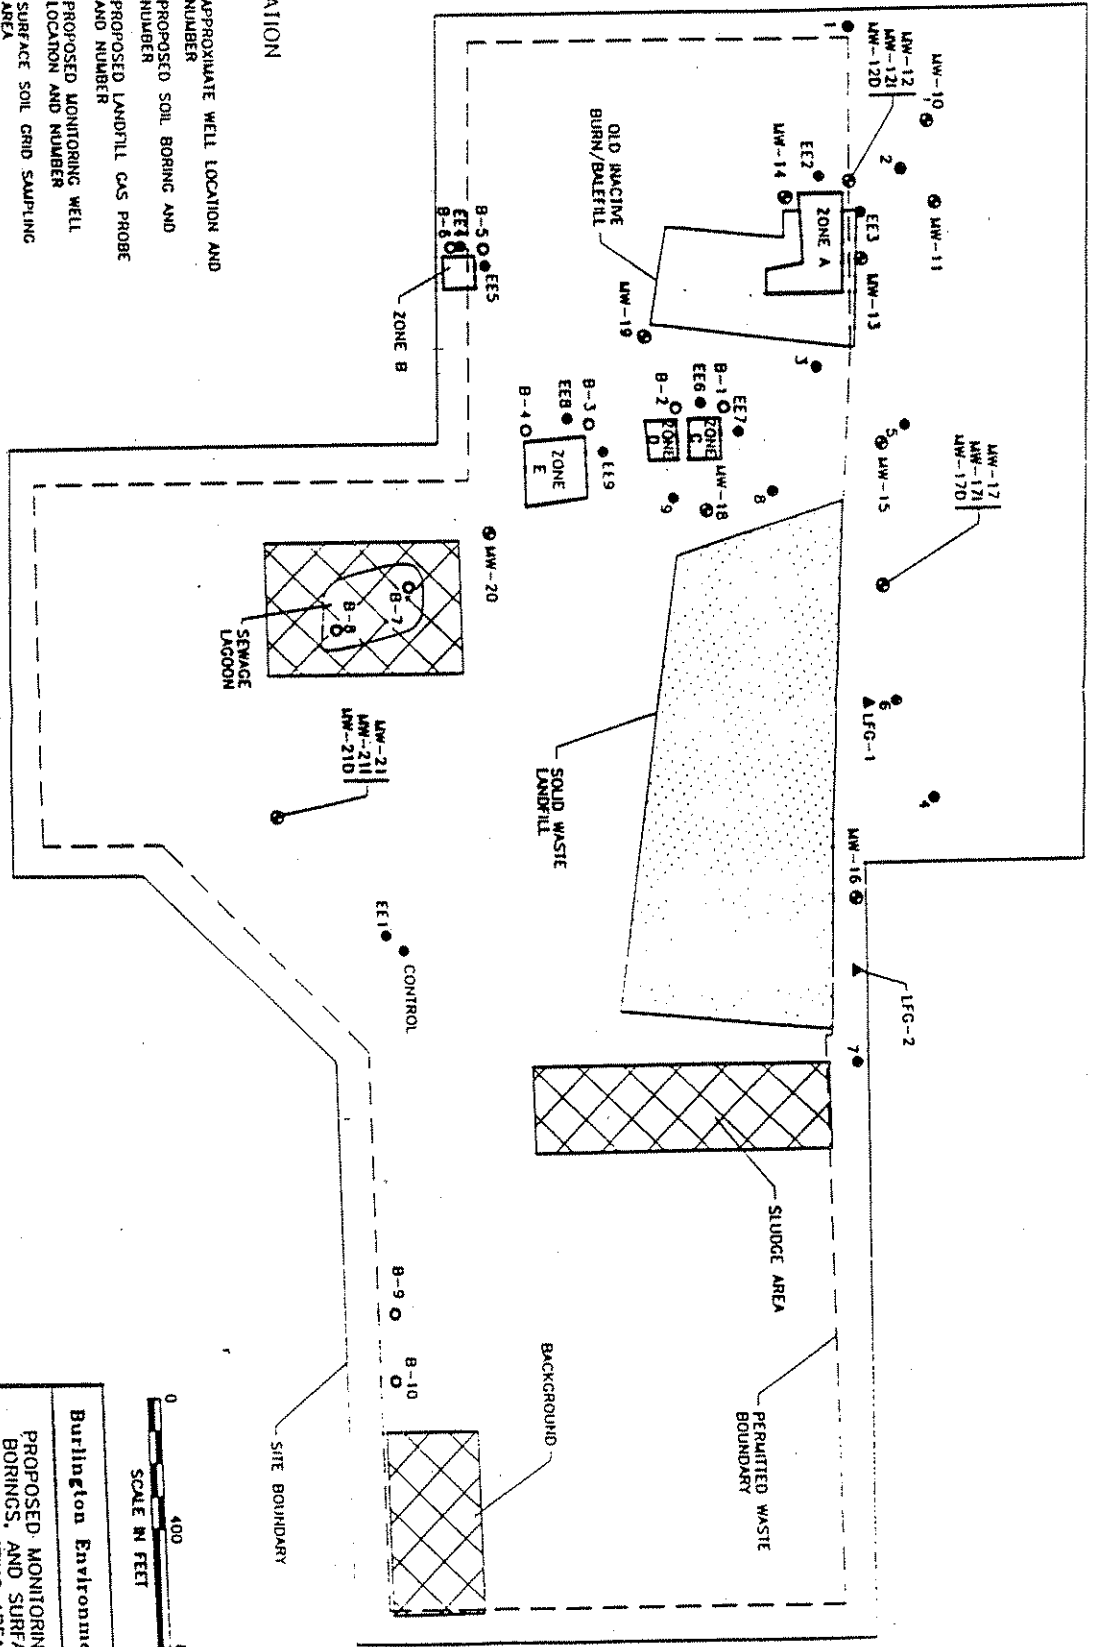 MW-10
MW-12
MW-12I
MW-12D
1
2
MW-11
EE2
MW-14
EE3
ZONE A
MW-13
OLD INACTIVE
BURN/BALEFILL
MW-19
3
B-5
EE4
B-6
EE5
ZONE B
B-1
EE6
B-2
EE7
ZONE
C
ZONE
D
B-3
EE8
B-4
EE9
ZONE
E
MW-18
8
9
5
MW-15
MW-17
MW-17I
MW-17D
6
LFG-1
4
MW-16
LFG-2
7
SOLID WASTE
LANDFILL
MW-20
B-7
B-8
SEWAGE
LAGOON
MW-21
MW-21I
MW-21D
EE1
CONTROL
SLUDGE AREA
PERMITTED WASTE
BOUNDARY
B-9
B-10
BACKGROUND
SITE BOUNDARY
ATION
APPROXIMATE WELL LOCATION AND
NUMBER
PROPOSED SOIL BORING AND
NUMBER
PROPOSED LANDFILL GAS PROBE
AND NUMBER
PROPOSED MONITORING WELL
LOCATION AND NUMBER
SURFACE SOIL GRID SAMPLING
AREA
0
400
SCALE IN FEET
Burlington Environme
PROPOSED MONITORIN
BORINGS, AND SURFA